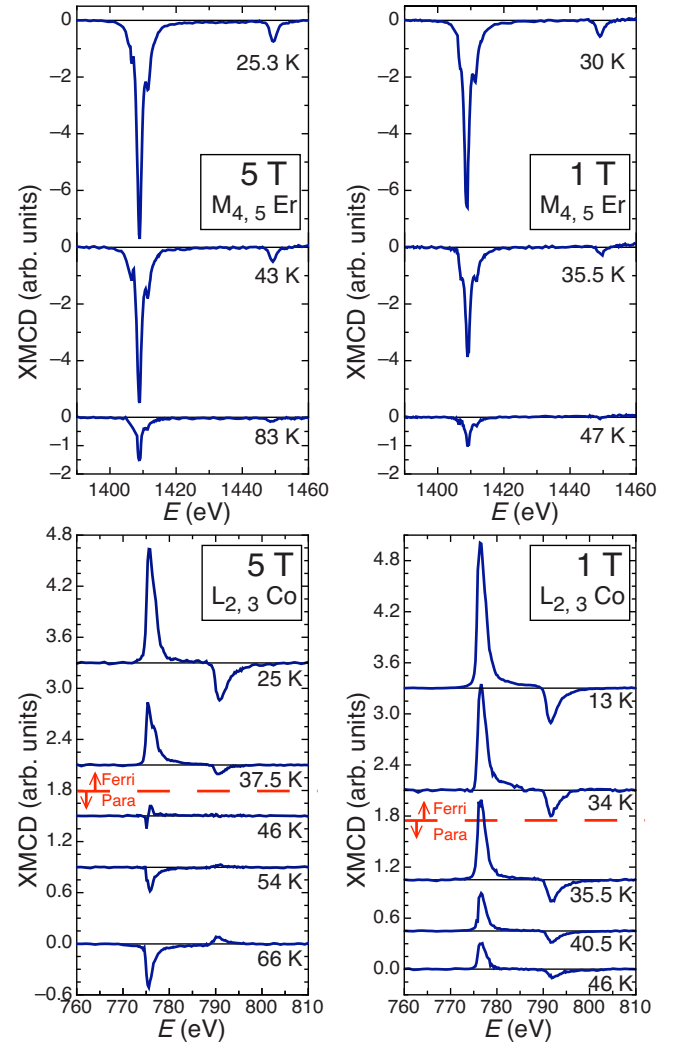 0
−2
−4
−6
0
−2
−4
0
−1
−2
25.3 K
5 T
M4, 5 Er
43 K
83 K
1400 1420 1440 1460
E (eV)
XMCD (arb. units)
0
−2
−4
−6
0
−2
−4
0
−1
−2
30 K
1 T
M4, 5 Er
35.5 K
47 K
1400 1420 1440 1460
E (eV)
XMCD (arb. units)
4.8
3.6
3.0
2.1
1.8
1.2
0.6
0.0
−0.6
5 T
L2, 3 Co
25 K
37.5 K
Ferri
Para
46 K
54 K
66 K
760 770 780 790 800 810
E (eV)
XMCD (arb. units)
4.8
3.6
3.0
2.1
1.8
1.2
0.6
0.0
1 T
L2, 3 Co
13 K
34 K
Ferri
Para
35.5 K
40.5 K
46 K
760 770 780 790 800 810
E (eV)
XMCD (arb. units)